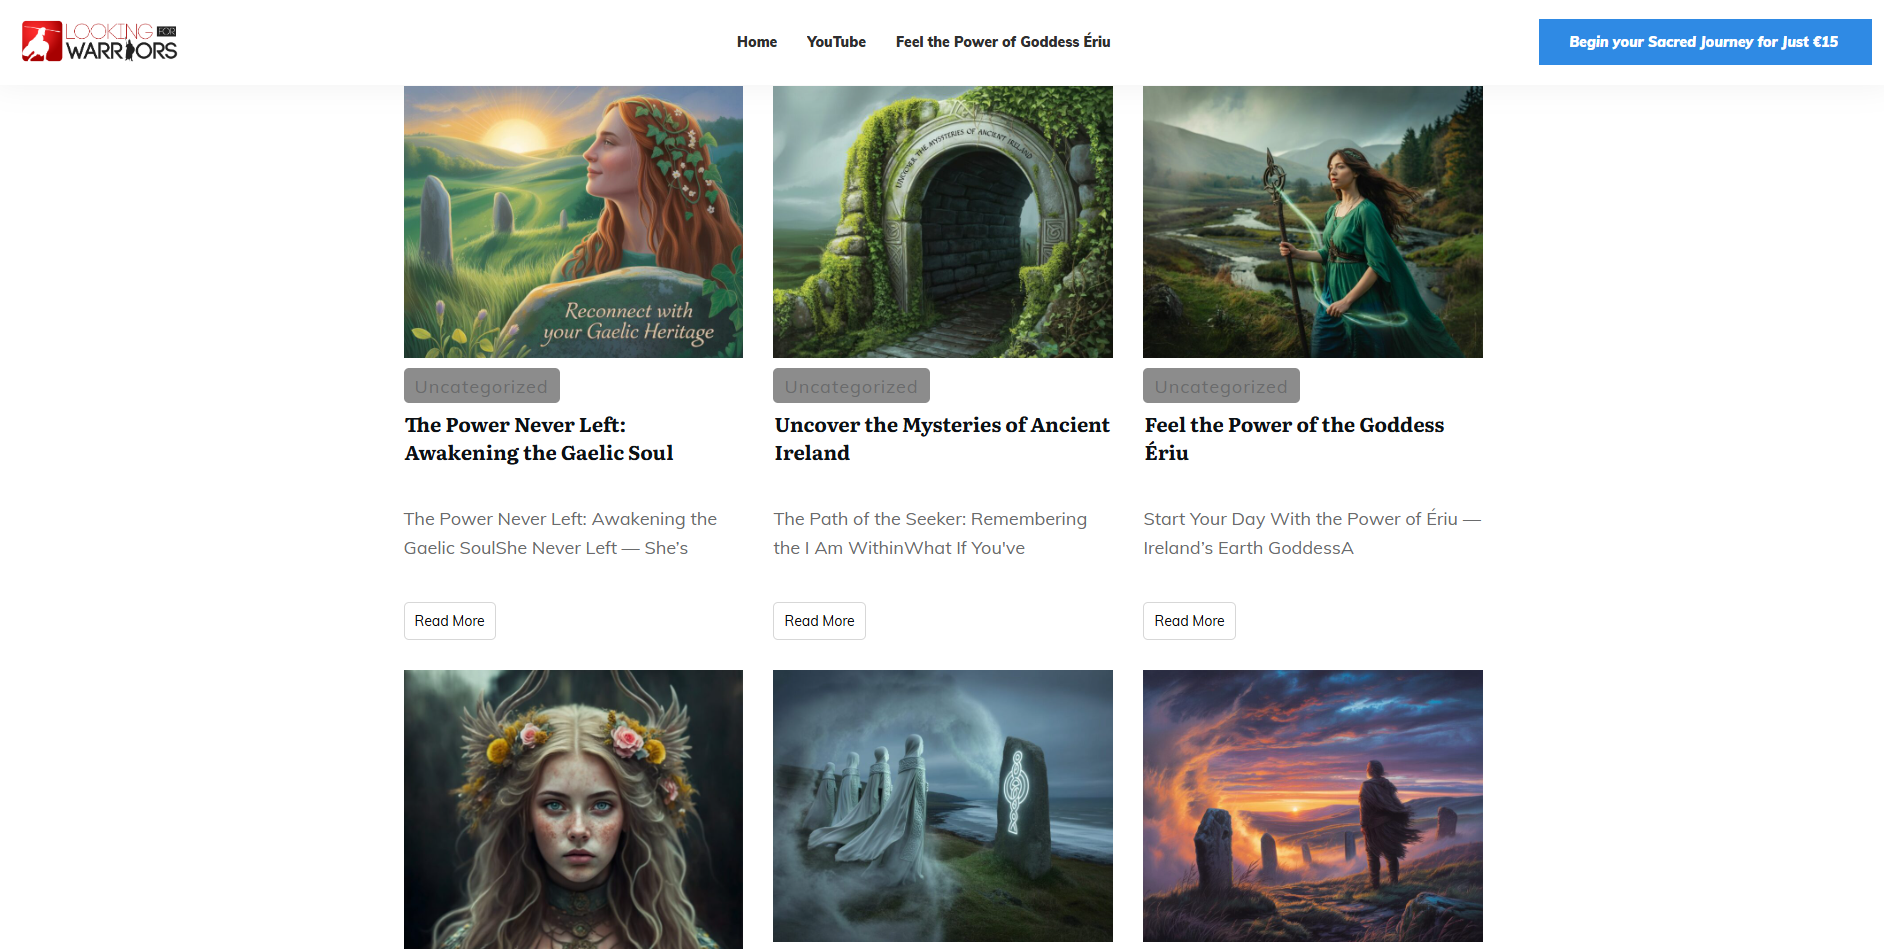 LOOKING FOR
WARRIORS
Home
YouTube
Feel the Power of Goddess Ériu
Begin your Sacred Journey for Just €15
Reconnect with
your Gaelic Heritage
UNCOVER THE MYSSTERIES OF ANCIENT IRELAND
Uncategorized
Uncategorized
Uncategorized
The Power Never Left:
Awakening the Gaelic Soul
Uncover the Mysteries of Ancient
Ireland
Feel the Power of the Goddess
Ériu
The Power Never Left: Awakening the
Gaelic SoulShe Never Left — She’s
The Path of the Seeker: Remembering
the I Am WithinWhat If You've
Start Your Day With the Power of Ériu —
Ireland’s Earth GoddessA
Read More
Read More
Read More